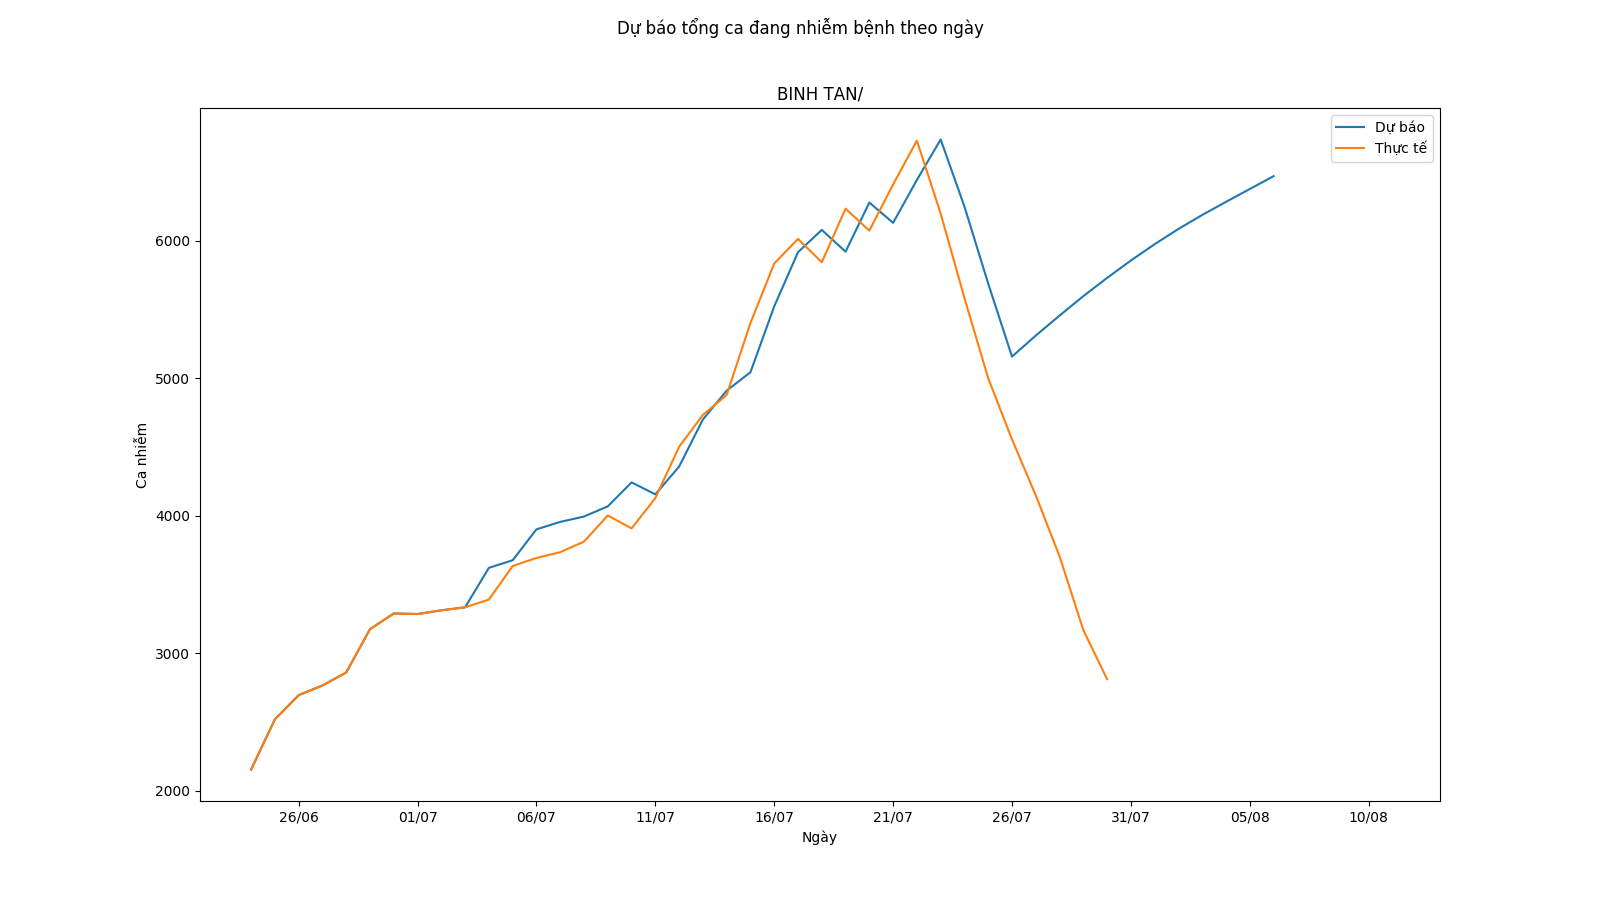 Dự báo tổng ca đang nhiễm bệnh theo ngày
BINH TAN/
Dự báo
Thực tế
Ca nhiễm
6000
5000
4000
3000
2000
26/06
01/07
06/07
11/07
16/07
21/07
26/07
31/07
05/08
10/08
Ngày